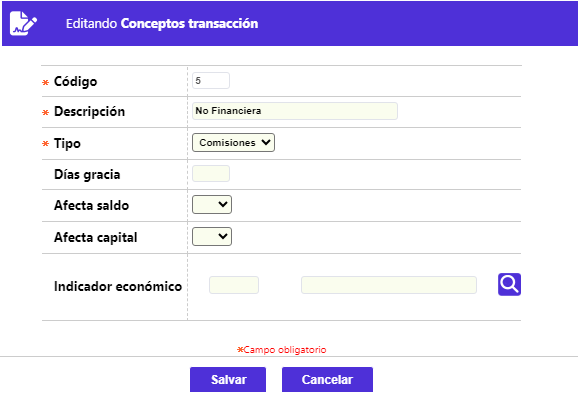 Editando Conceptos transacción
* Código 5
* Descripción No Financiera
* Tipo Comisiones
Días gracia
Afecta saldo
Afecta capital
Indicador económico
*Campo obligatorio
Salvar Cancelar